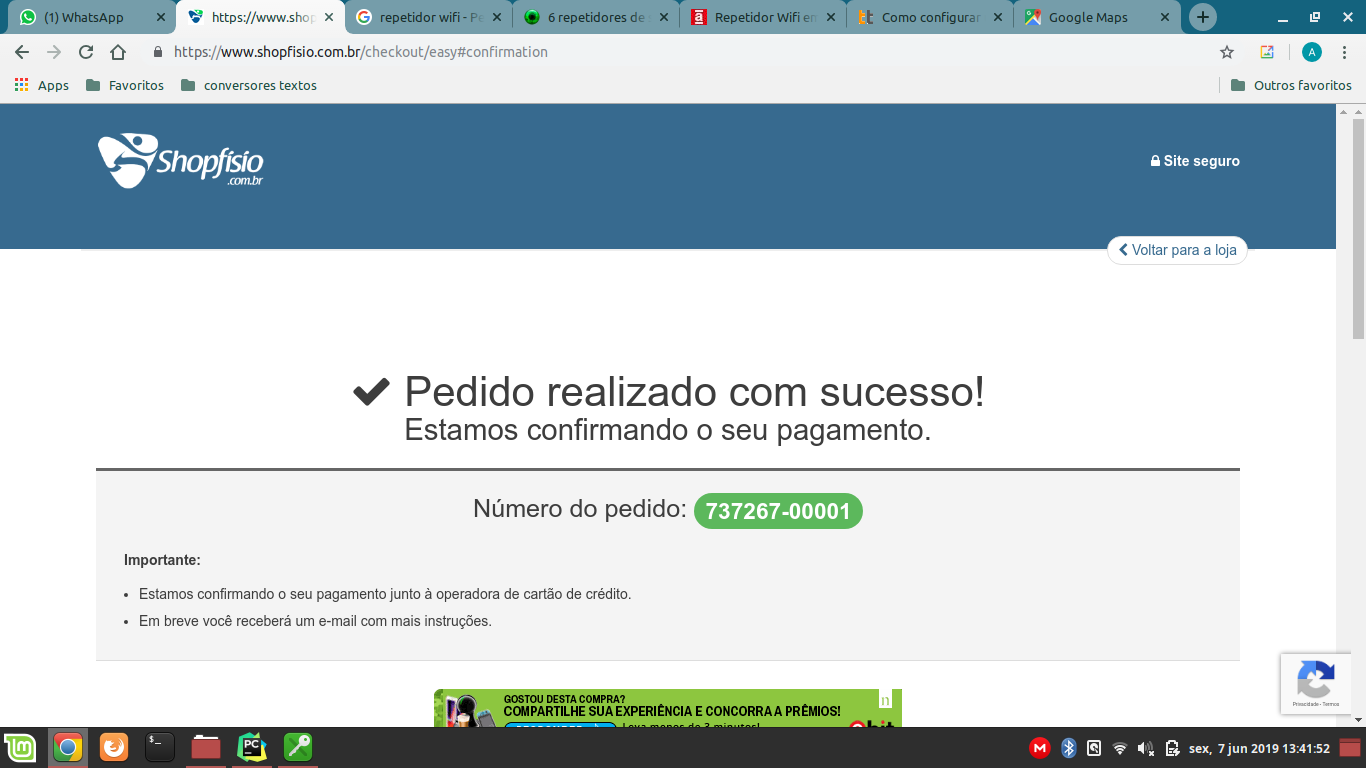 (1) WhatsApp
https://www.shop
repetidor wifi - Pe
6 repetidores de
Repetidor Wifi em
Como configurar
Google Maps
https://www.shopfisio.com.br/checkout/easy#confirmation
A
Apps
Favoritos
conversores textos
Outros favoritos
Shopfisio
.com.br
Site seguro
Voltar para a loja
Pedido realizado com sucesso!
Estamos confirmando o seu pagamento.
Número do pedido: 737267-00001
Importante:
Estamos confirmando o seu pagamento junto à operadora de cartão de crédito.
Em breve você receberá um e-mail com mais instruções.
GOSTOU DESTA COMPRA?
COMPARTILHE SUA EXPERIÊNCIA E CONCORRA A PRÊMIOS!
n
Leva menos de 3 minutos!
ebit
Privacidade - Termos
PC
sex, 7 jun 2019 13:41:52